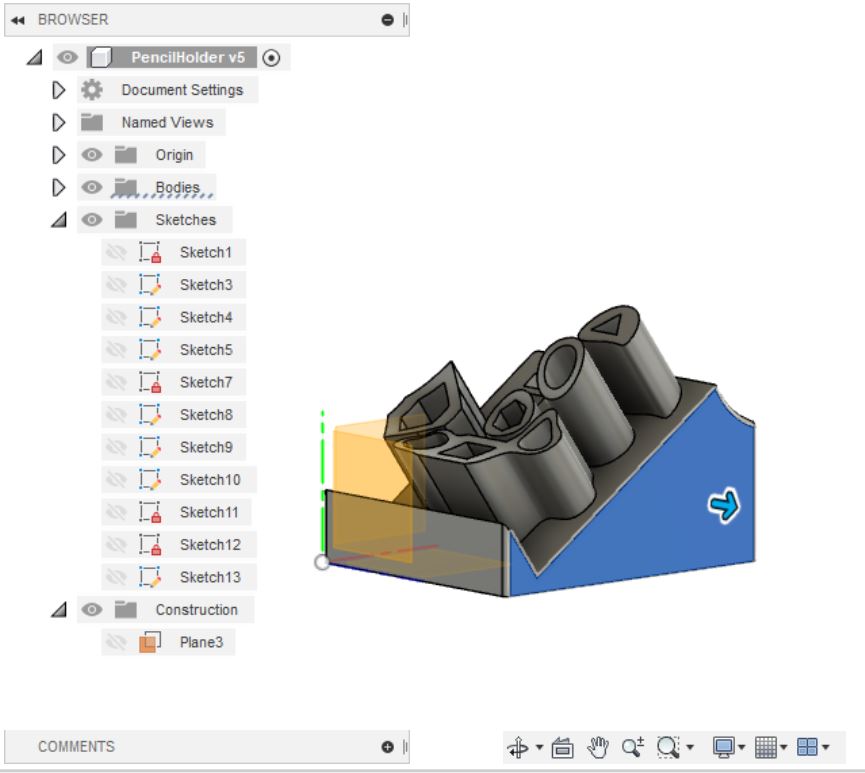 BROWSER
PencilHolder v5
Document Settings
Named Views
Origin
Bodies
Sketches
Sketch1
Sketch3
Sketch4
Sketch5
Sketch7
Sketch8
Sketch9
Sketch10
Sketch11
Sketch12
Sketch13
Construction
Plane3
COMMENTS